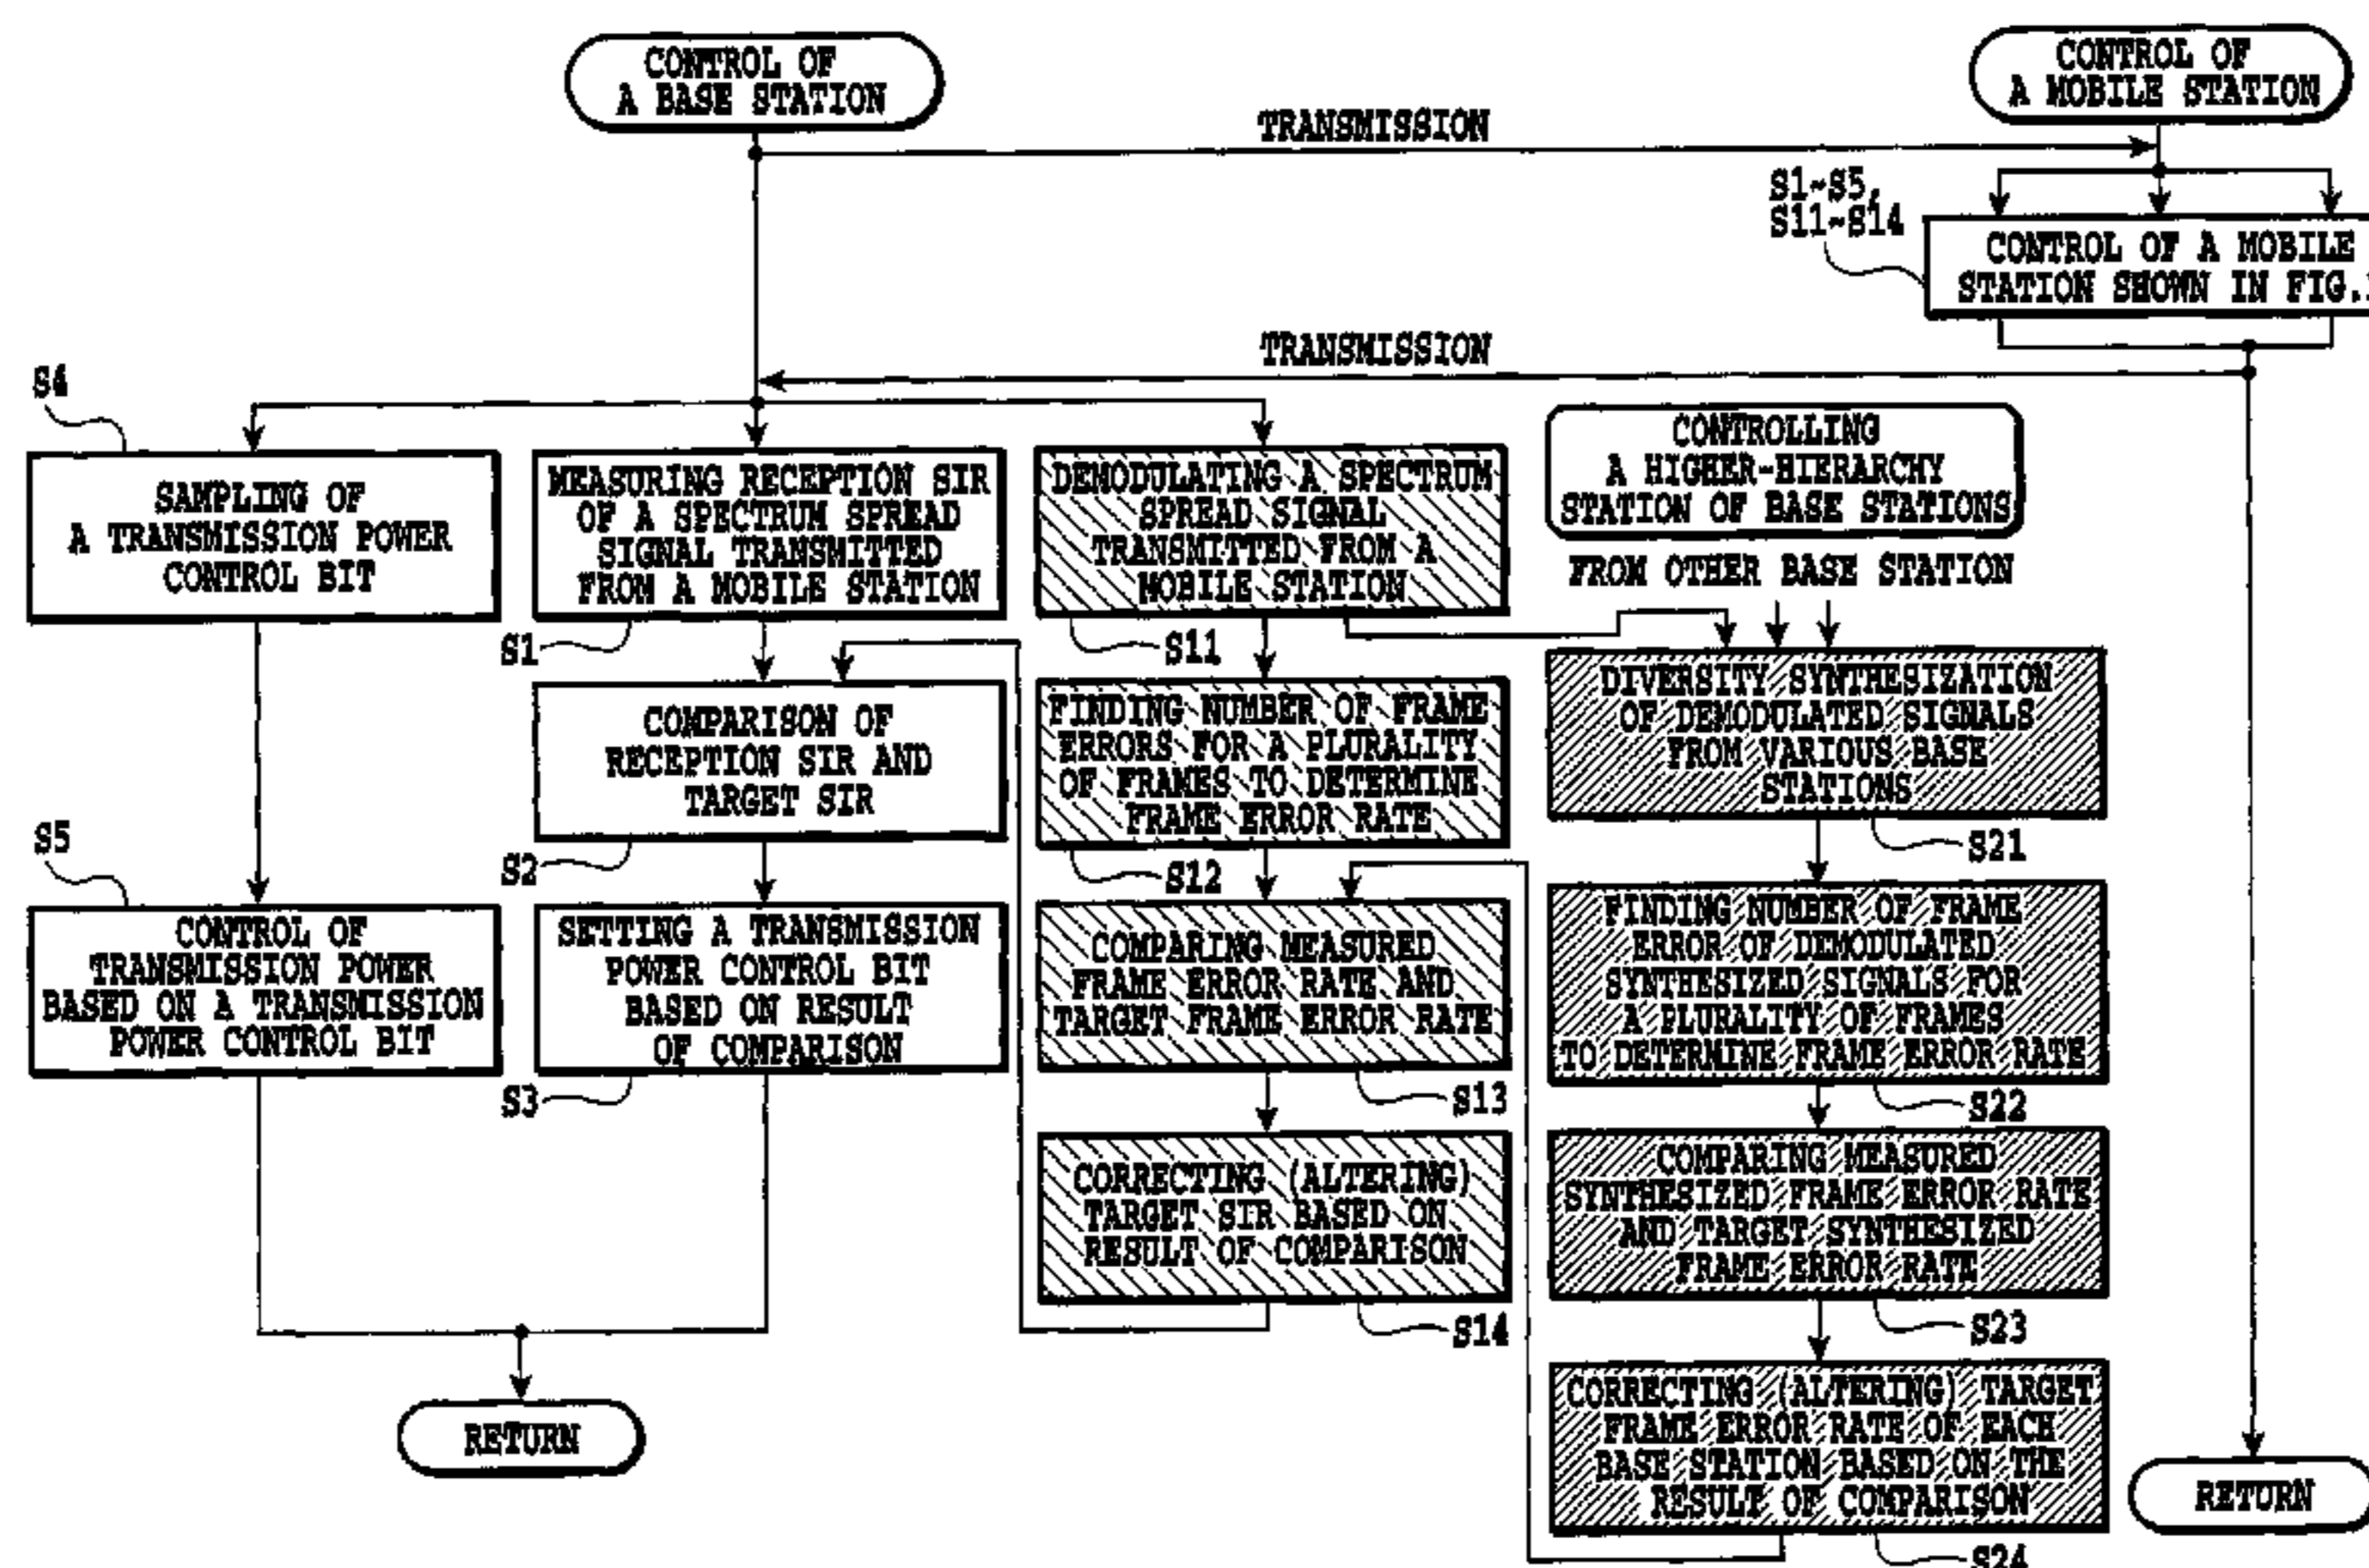 CONTROL OF
A BASE STATION
CONTROL OF
A MOBILE STATION
TRANSMISSION
S1~S5,
S11~S14
CONTROL OF A MOBILE
STATION SHOWN IN FIG.
TRANSMISSION
S4
SAMPLING OF
A TRANSMISSION POWER
CONTROL BIT
MEASURING RECEPTION SIR
OF A SPECTRUM SPREAD
SIGNAL TRANSMITTED
FROM A MOBILE STATION
S1
DEMODULATING A SPECTRUM
SPREAD SIGNAL
TRANSMITTED FROM A
MOBILE STATION
S11
CONTROLLING
A HIGHER-HIERARCHY
STATION OF BASE STATIONS
FROM OTHER BASE STATION
COMPARISON OF
RECEPTION SIR AND
TARGET SIR
S2
FINDING NUMBER OF FRAME
ERRORS FOR A PLURALITY
OF FRAMES TO DETERMINE
FRAME ERROR RATE
S12
DIVERSITY SYNTHESIZATION
OF DEMODULATED SIGNALS
FROM VARIOUS BASE
STATIONS
S21
S5
CONTROL OF
TRANSMISSION POWER
BASED ON A TRANSMISSION
POWER CONTROL BIT
SETTING A TRANSMISSION
POWER CONTROL BIT
BASED ON RESULT
OF COMPARISON
S3
COMPARING MEASURED
FRAME ERROR RATE AND
TARGET FRAME ERROR RATE
S13
FINDING NUMBER OF FRAME
ERROR OF DEMODULATED
SYNTHESIZED SIGNALS FOR
A PLURALITY OF FRAMES
TO DETERMINE FRAME ERROR RATE
S22
CORRECTING (ALTERING)
TARGET SIR BASED ON
RESULT OF COMPARISON
S14
COMPARING MEASURED
SYNTHESIZED FRAME ERROR RATE
AND TARGET SYNTHESIZED
FRAME ERROR RATE
S23
CORRECTING (ALTERING) TARGET
FRAME ERROR RATE OF EACH
BASE STATION BASED ON THE
RESULT OF COMPARISON
S24
RETURN
RETURN